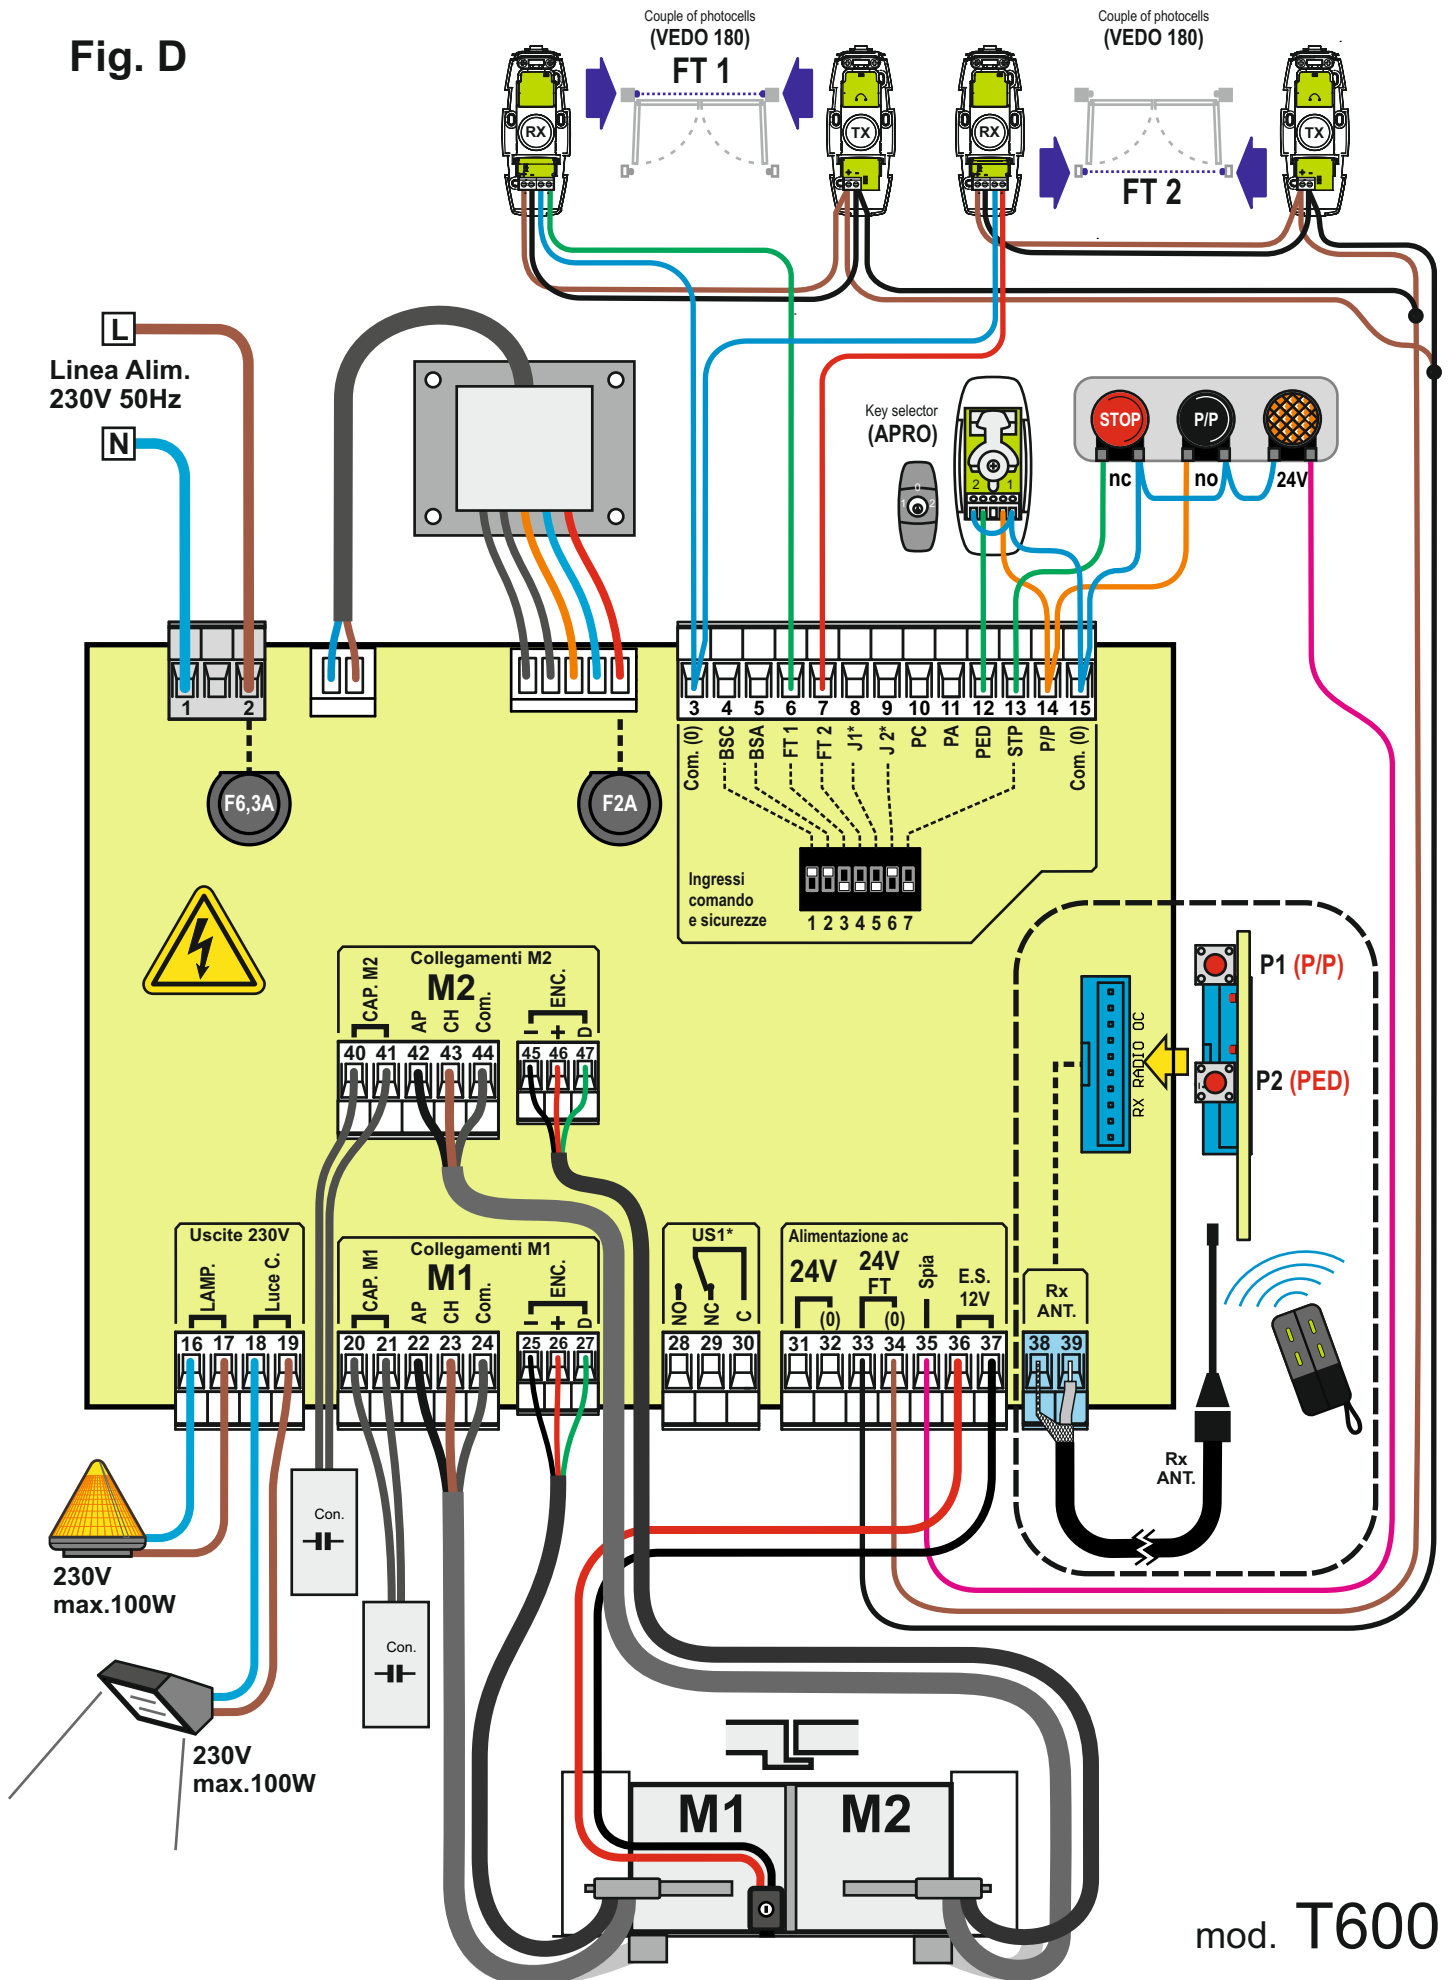 Fig. D
Couple of photocells
(VEDO 180)
FT 1
Couple of photocells
(VEDO 180)
FT 2
RX
TX
RX
TX
L
Linea Alim.
230V 50Hz
N
Key selector
(APRO)
2 1
0
1 2
STOP
P/P
nc
no
24V
1 2
F6,3A
F2A
3 4 5 6 7 8 9 10 11 12 13 14 15
Com. (0)
BSC
BSA
FT 1
FT 2
J1*
J 2*
PC
PA
PED
STP
P/P
Com. (0)
Ingressi
comando
e sicurezze
1 2 3 4 5 6 7
Collegamenti M2
M2
CAP. M2
AP
CH
Com.
ENC.
- + D
40 41 42 43 44
45 46 47
RX RADIO OC
P1 (P/P)
P2 (PED)
Uscite 230V
LAMP.
Luce C.
16 17 18 19
Collegamenti M1
M1
CAP. M1
AP
CH
Com.
ENC.
- + D
20 21 22 23 24
25 26 27
US1*
NO
NC
C
28 29 30
Alimentazione ac
24V
(0)
24V
FT
(0)
Spia
E.S.
12V
31 32 33 34 35 36 37
Rx
ANT.
38 39
Rx
ANT.
Con.
Con.
230V
max.100W
230V
max.100W
M1
M2
mod. T600